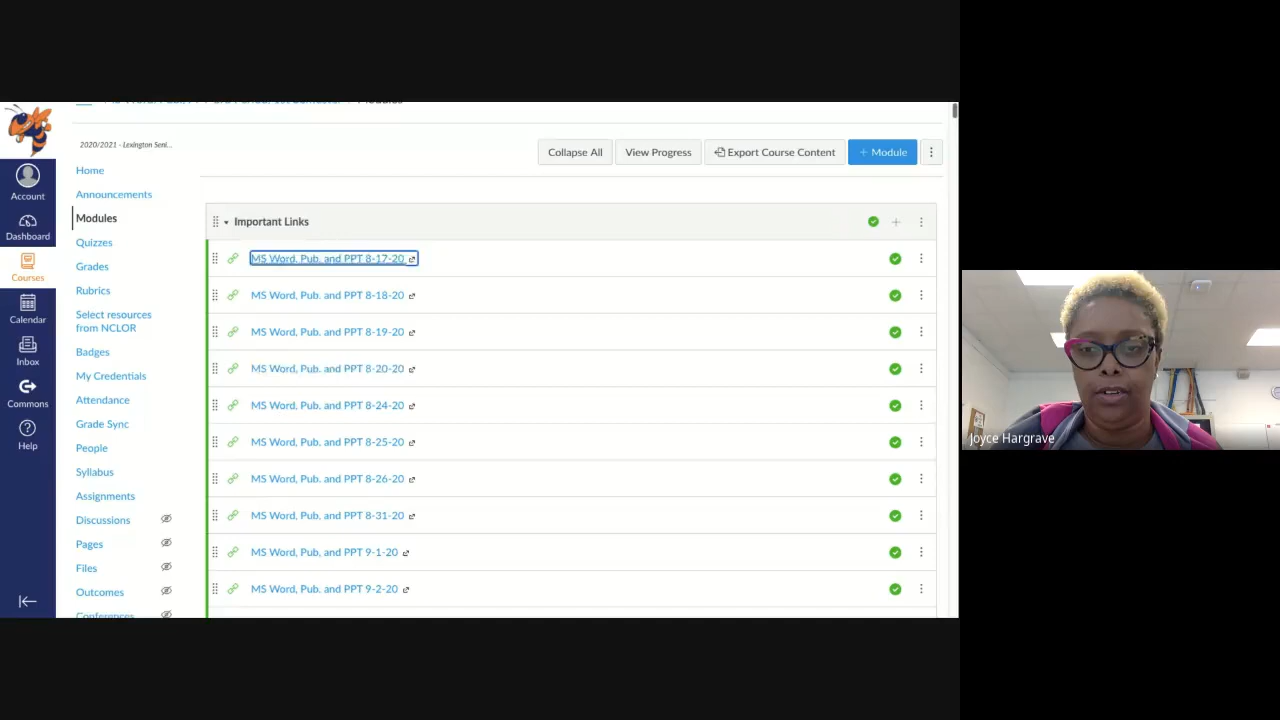 2020/2021 - Lexington Seni...
Collapse All
View Progress
Export Course Content
+ Module
Account
Dashboard
Courses
Calendar
Inbox
Commons
Help
Home
Announcements
Modules
Quizzes
Grades
Rubrics
Select resources
from NCLOR
Badges
My Credentials
Attendance
Grade Sync
People
Syllabus
Assignments
Discussions
Pages
Files
Outcomes
Conferences
Important Links
MS Word, Pub, and PPT 8-17-20
MS Word, Pub. and PPT 8-18-20
MS Word, Pub. and PPT 8-19-20
MS Word, Pub. and PPT 8-20-20
MS Word, Pub. and PPT 8-24-20
MS Word, Pub. and PPT 8-25-20
MS Word, Pub. and PPT 8-26-20
MS Word, Pub, and PPT 8-31-20
MS Word, Pub, and PPT 9-1-20
MS Word, Pub. and PPT 9-2-20
Joyce Hargrave